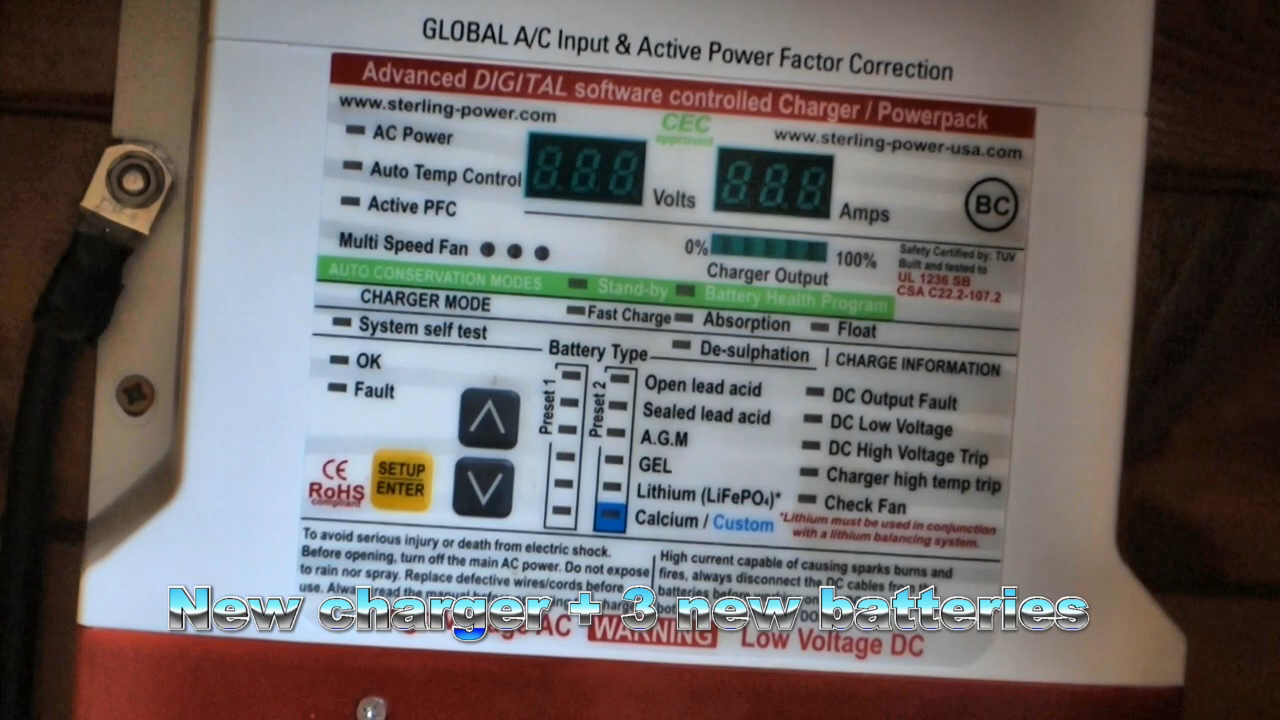 GLOBAL A/C Input & Active Power Factor Correction
Advanced DIGITAL software controlled Charger / Powerpack
www.sterling-power.com
CEC
approved
www.sterling-power-usa.com
AC Power
Auto Temp Control
Active PFC
Volts
Amps
BC
Multi Speed Fan
0%
100%
Charger Output
Safety Certified by: TUV
Built and tested to
UL 1236 SB
CSA C22.2-107.2
AUTO CONSERVATION MODES
Stand-by
Battery Health Program
CHARGER MODE
Fast Charge
Absorption
Float
System self test
Battery Type
De-sulphation
CHARGE INFORMATION
OK
Fault
Preset 1
Preset 2
Open lead acid
Sealed lead acid
A.G.M
GEL
Lithium (LiFePO₄)*
Calcium / Custom
DC Output Fault
DC Low Voltage
DC High Voltage Trip
Charger high temp trip
Check Fan
*Lithium must be used in conjunction
with a lithium balancing system.
CE
RoHS
compliant
SETUP
ENTER
To avoid serious injury or death from electric shock.
Before opening, turn off the main AC power. Do not expose
to rain nor spray. Replace defective wires/cords before
use. read the manual
High current capable of causing sparks burns and
fires, always disconnect the DC cables
batteries before
New charger + 3 new batteries
AC
WARNING
Low Voltage DC